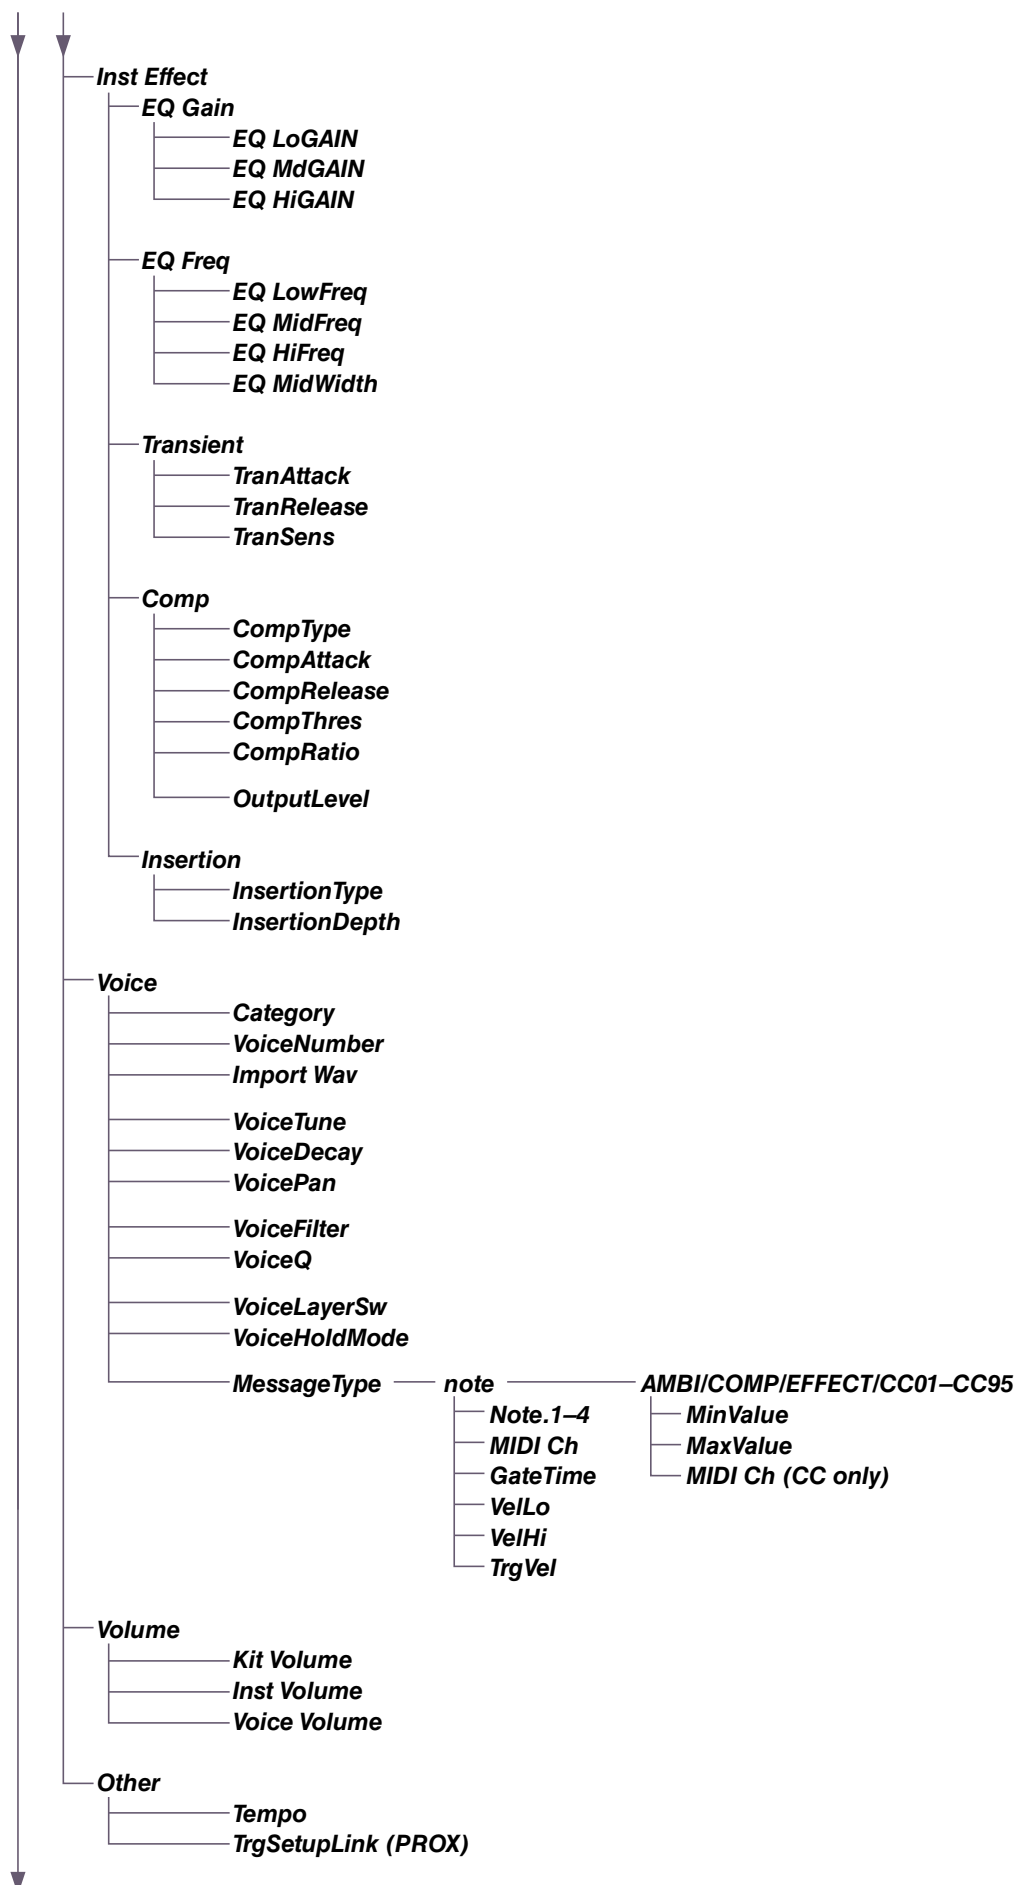 Inst Effect
EQ Gain
EQ LoGAIN
EQ MdGAIN
EQ HiGAIN
EQ Freq
EQ LowFreq
EQ MidFreq
EQ HiFreq
EQ MidWidth
Transient
TranAttack
TranRelease
TranSens
Comp
CompType
CompAttack
CompRelease
CompThres
CompRatio
OutputLevel
Insertion
InsertionType
InsertionDepth
Voice
Category
VoiceNumber
Import Wav
VoiceTune
VoiceDecay
VoicePan
VoiceFilter
VoiceQ
VoiceLayerSw
VoiceHoldMode
MessageType note AMBI/COMP/EFFECT/CC01–CC95
Note.1–4 MinValue
MIDI Ch MaxValue
GateTime MIDI Ch (CC only)
VelLo
VelHi
TrgVel
Volume
Kit Volume
Inst Volume
Voice Volume
Other
Tempo
TrgSetupLink (PROX)